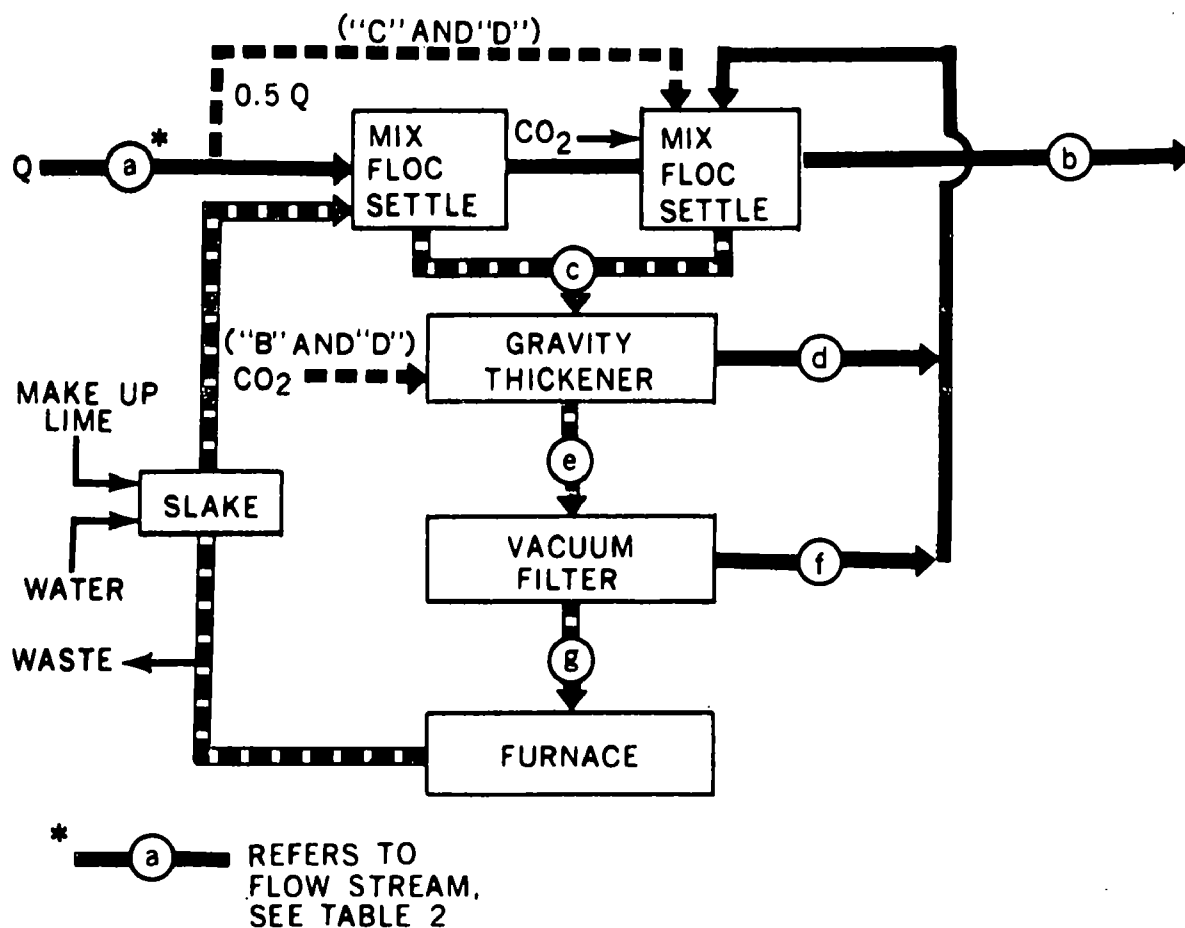 ("C" AND "D")
0.5 Q
Q
a
*
MIX
FLOC
SETTLE
CO₂
MIX
FLOC
SETTLE
b
c
("B" AND "D")
CO₂
GRAVITY
THICKENER
d
MAKE UP
LIME
e
SLAKE
WATER
VACUUM
FILTER
f
WASTE
g
FURNACE
*
a
REFERS TO
FLOW STREAM,
SEE TABLE 2